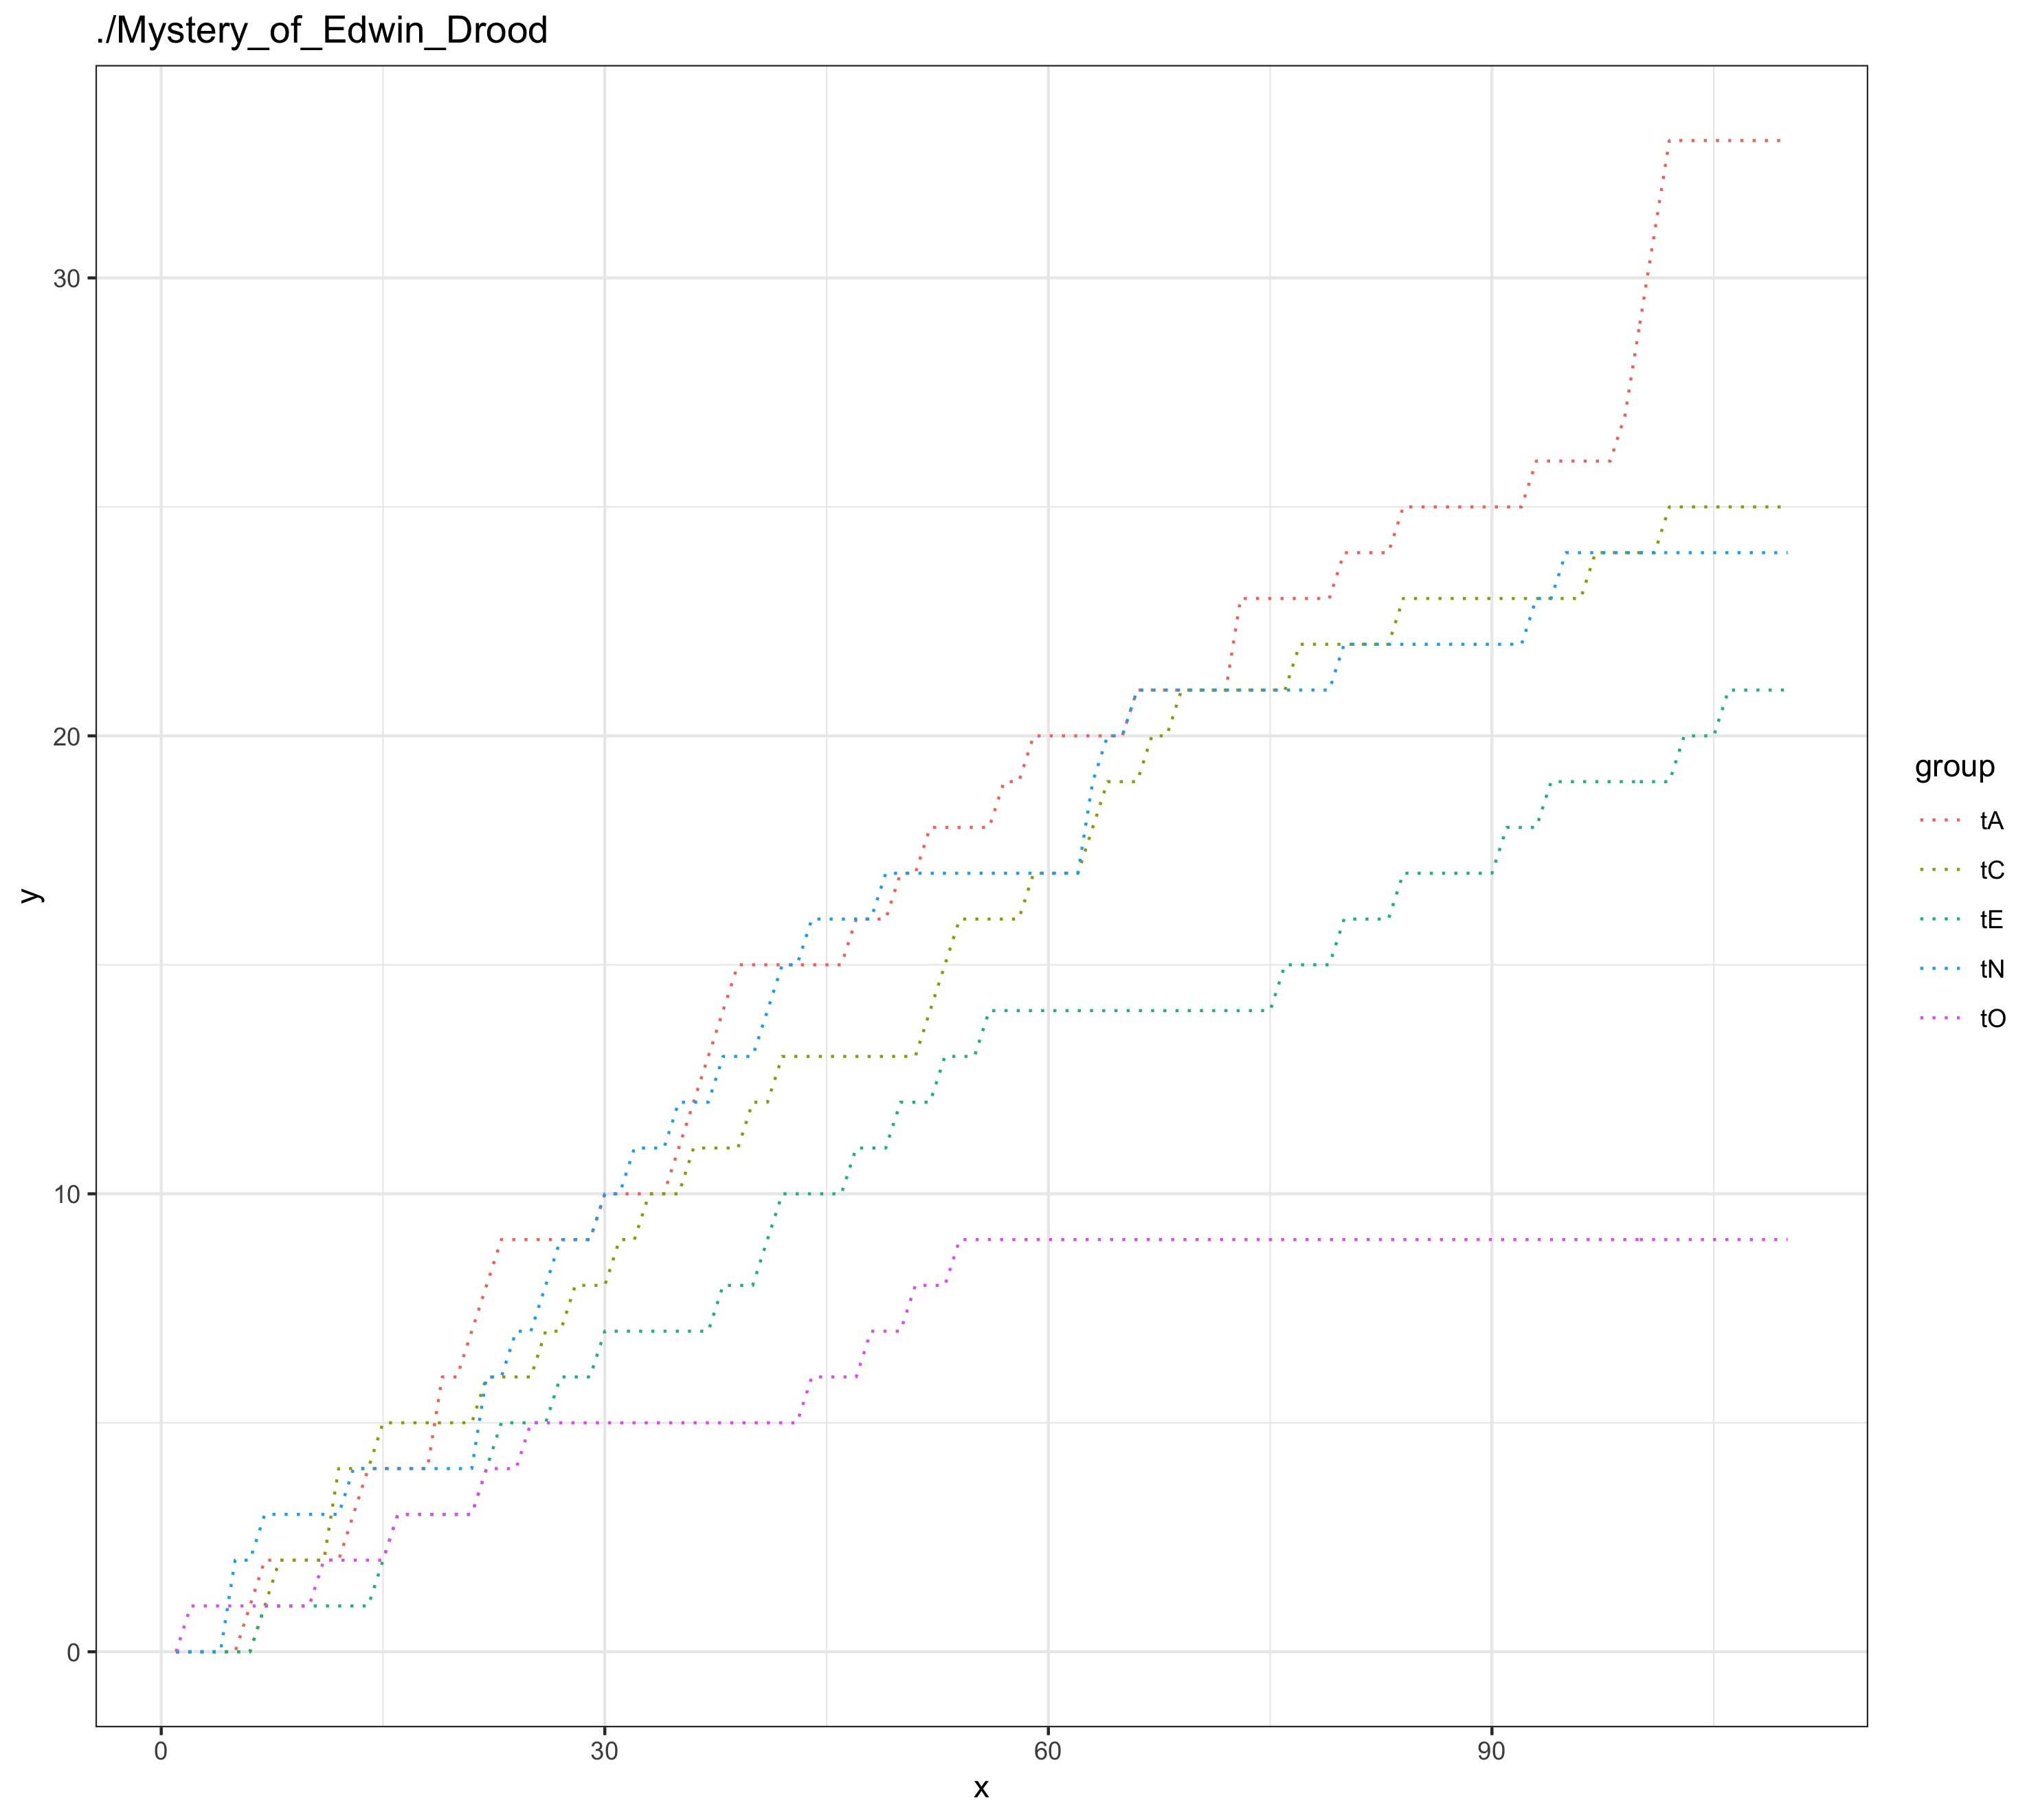 ./Mystery_of_Edwin_Drood
30
20
10
0
y
0 30 60 90
x
group
tA
tC
tE
tN
tO